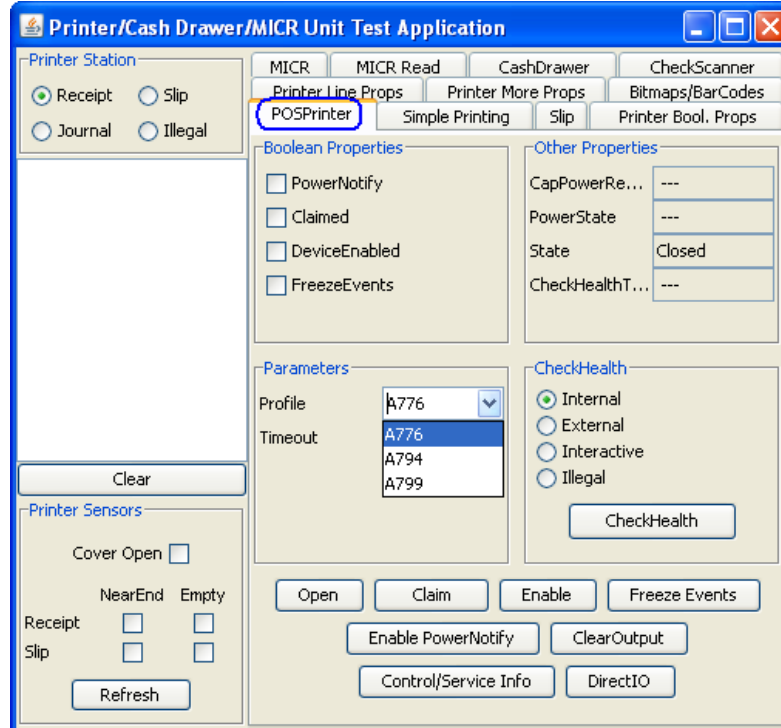 Printer/Cash Drawer/MICR Unit Test Application
Printer Station
Receipt Slip
Journal Illegal
MICR MICR Read CashDrawer CheckScanner
Printer Line Props Printer More Props Bitmaps/BarCodes
POSPrinter Simple Printing Slip Printer Bool. Props
Boolean Properties
PowerNotify
Claimed
DeviceEnabled
FreezeEvents
Other Properties
CapPowerRe... ---
PowerState ---
State Closed
CheckHealthT... ---
Parameters
Profile A776
Timeout
A776
A794
A799
CheckHealth
Internal
External
Interactive
Illegal
CheckHealth
Clear
Printer Sensors
Cover Open
NearEnd Empty
Receipt
Slip
Refresh
Open Claim Enable Freeze Events
Enable PowerNotify ClearOutput
Control/Service Info DirectIO